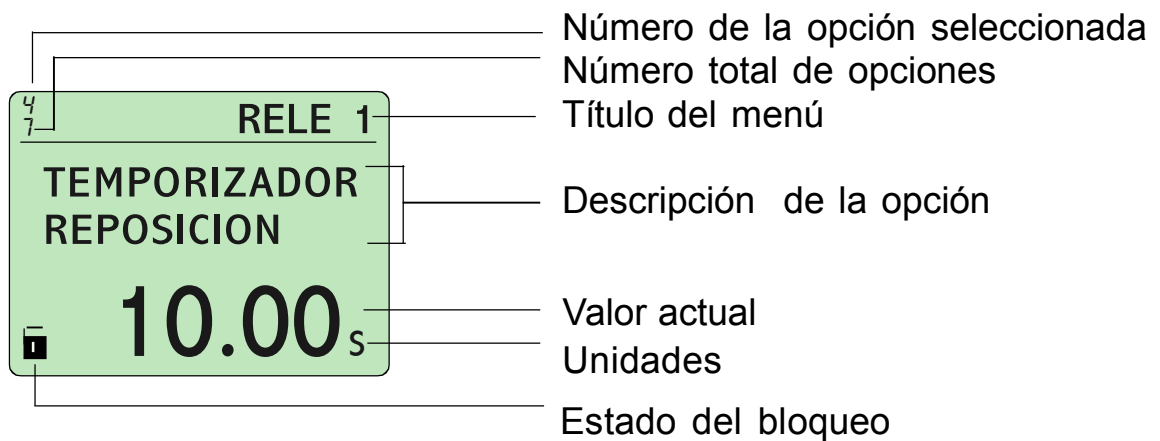 Número de la opción seleccionada
Número total de opciones
4
7
RELE 1
Título del menú
TEMPORIZADOR
REPOSICION
Descripción de la opción
10.00 s
Valor actual
Unidades
Estado del bloqueo